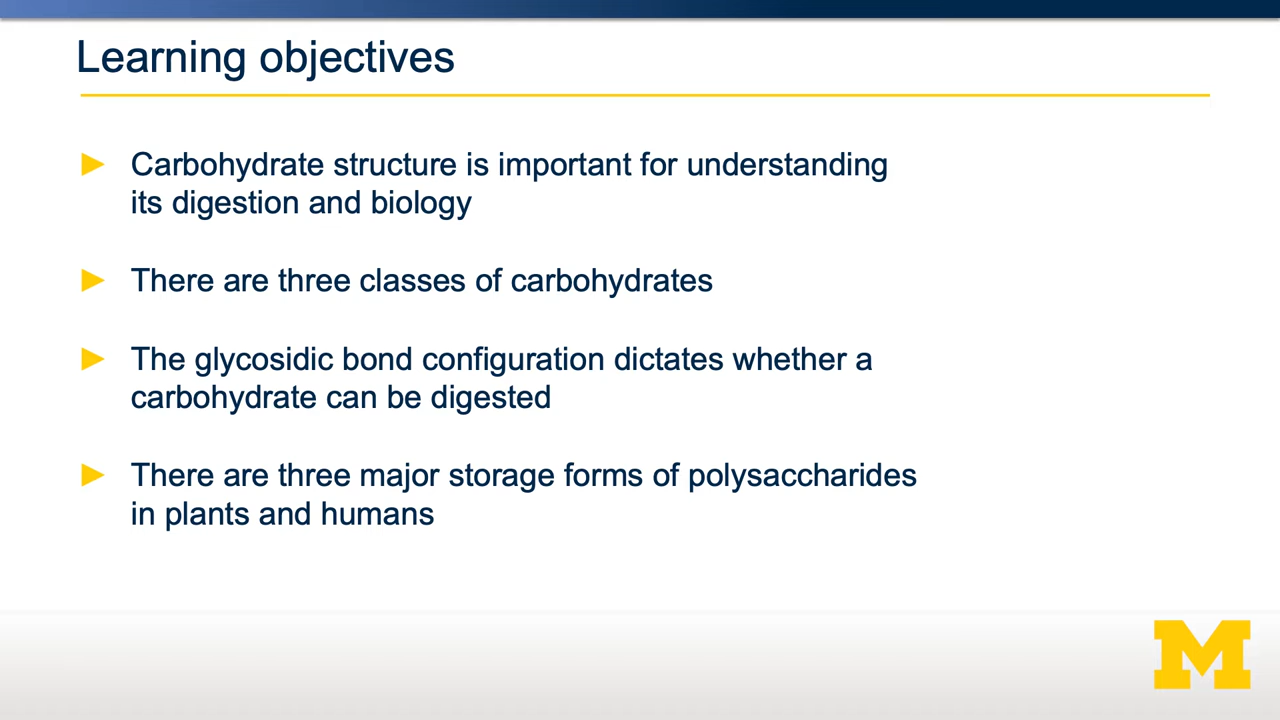 Learning objectives
Carbohydrate structure is important for understanding
its digestion and biology
There are three classes of carbohydrates
The glycosidic bond configuration dictates whether a
carbohydrate can be digested
There are three major storage forms of polysaccharides
in plants and humans
M